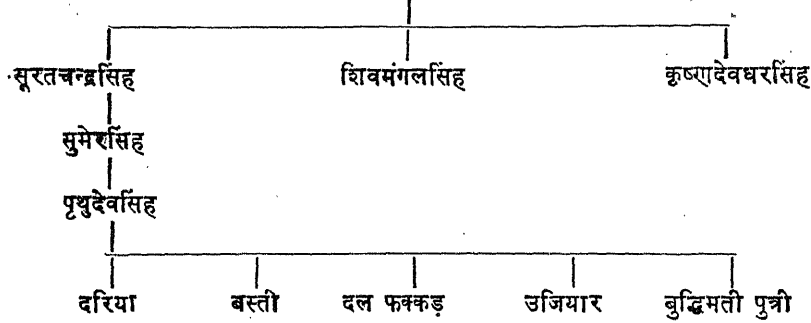 सूरतचन्द्रसिंह शिवमंगलसिंह कृष्णदेवधरसिंह
सुमेरसिंह
पृथुदेवसिंह
दरिया बस्ती दल फक्कड़ उजियार बुद्धिमती पुत्री